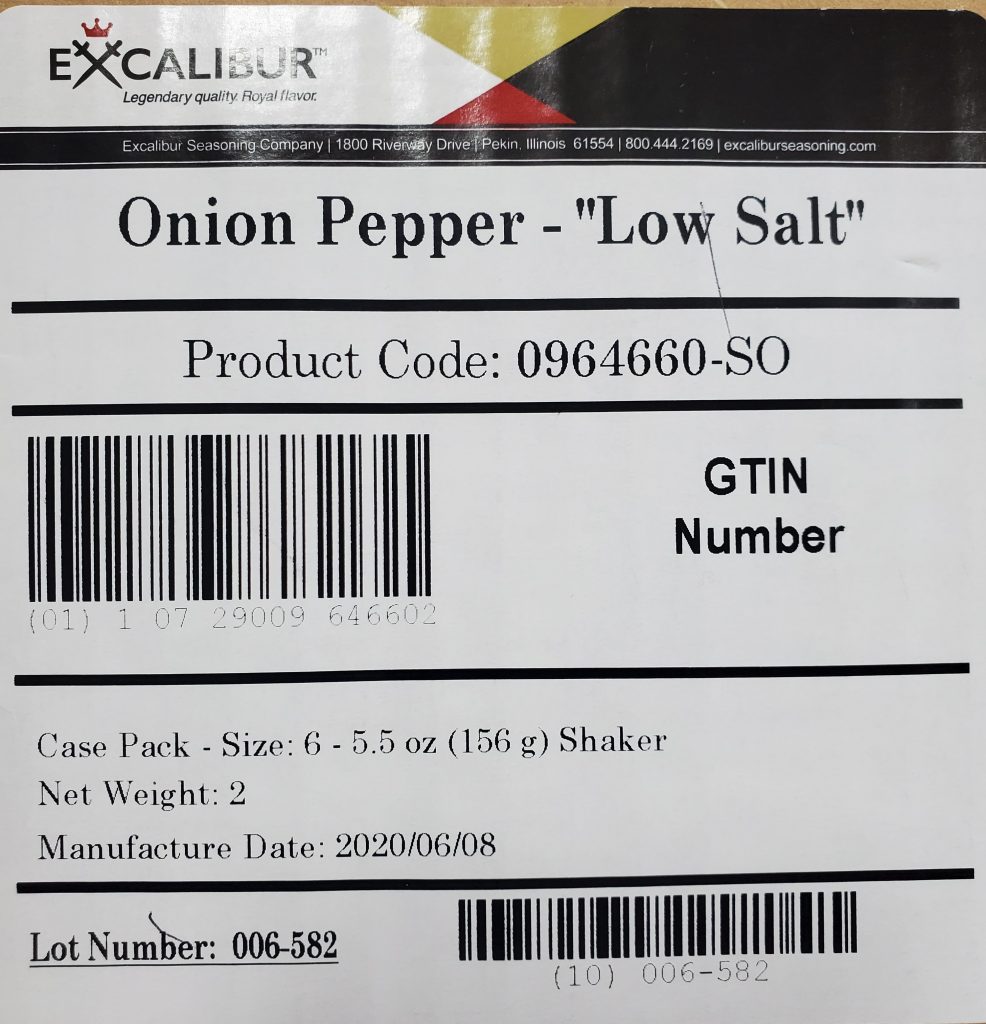 EXCALIBUR™
Legendary quality. Royal flavor.
Excalibur Seasoning Company | 1800 Riverway Drive | Pekin, Illinois 61554 | 800.444.2169 | excaliburseasoning.com
Onion Pepper - "Low Salt"
Product Code: 0964660-SO
GTIN
Number
(01) 1 07 29009 646602
Case Pack - Size: 6 - 5.5 oz (156 g) Shaker
Net Weight: 2
Manufacture Date: 2020/06/08
Lot Number: 006-582
(10) 006-582